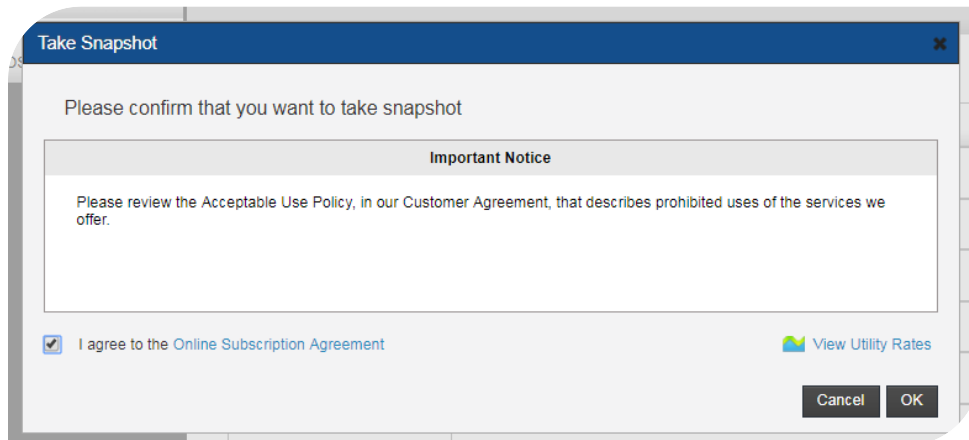 Take Snapshot
Please confirm that you want to take snapshot
Important Notice
Please review the Acceptable Use Policy, in our Customer Agreement, that describes prohibited uses of the services we
offer.
I agree to the Online Subscription Agreement
View Utility Rates
Cancel
OK